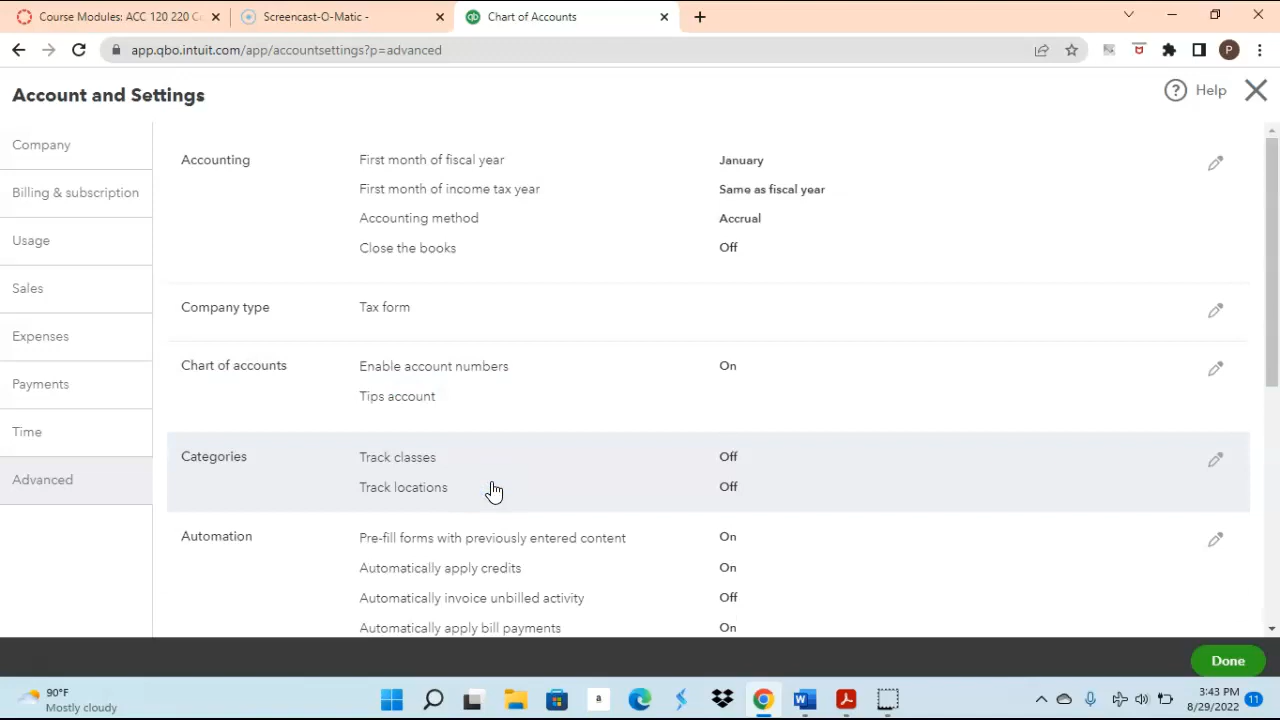 Course Modules: ACC 120 220 C
Screencast-O-Matic -
Chart of Accounts
app.qbo.intuit.com/app/accountsettings?p=advanced
P
Account and Settings
? Help
Company
Billing & subscription
Usage
Sales
Expenses
Payments
Time
Advanced
Accounting
First month of fiscal year January
First month of income tax year Same as fiscal year
Accounting method Accrual
Close the books Off
Company type Tax form
Chart of accounts Enable account numbers On
Tips account
Categories Track classes Off
Track locations Off
Automation Pre-fill forms with previously entered content On
Automatically apply credits On
Automatically invoice unbilled activity Off
Automatically apply bill payments On
Done
90°F
Mostly cloudy
a
3:43 PM
8/29/2022
11